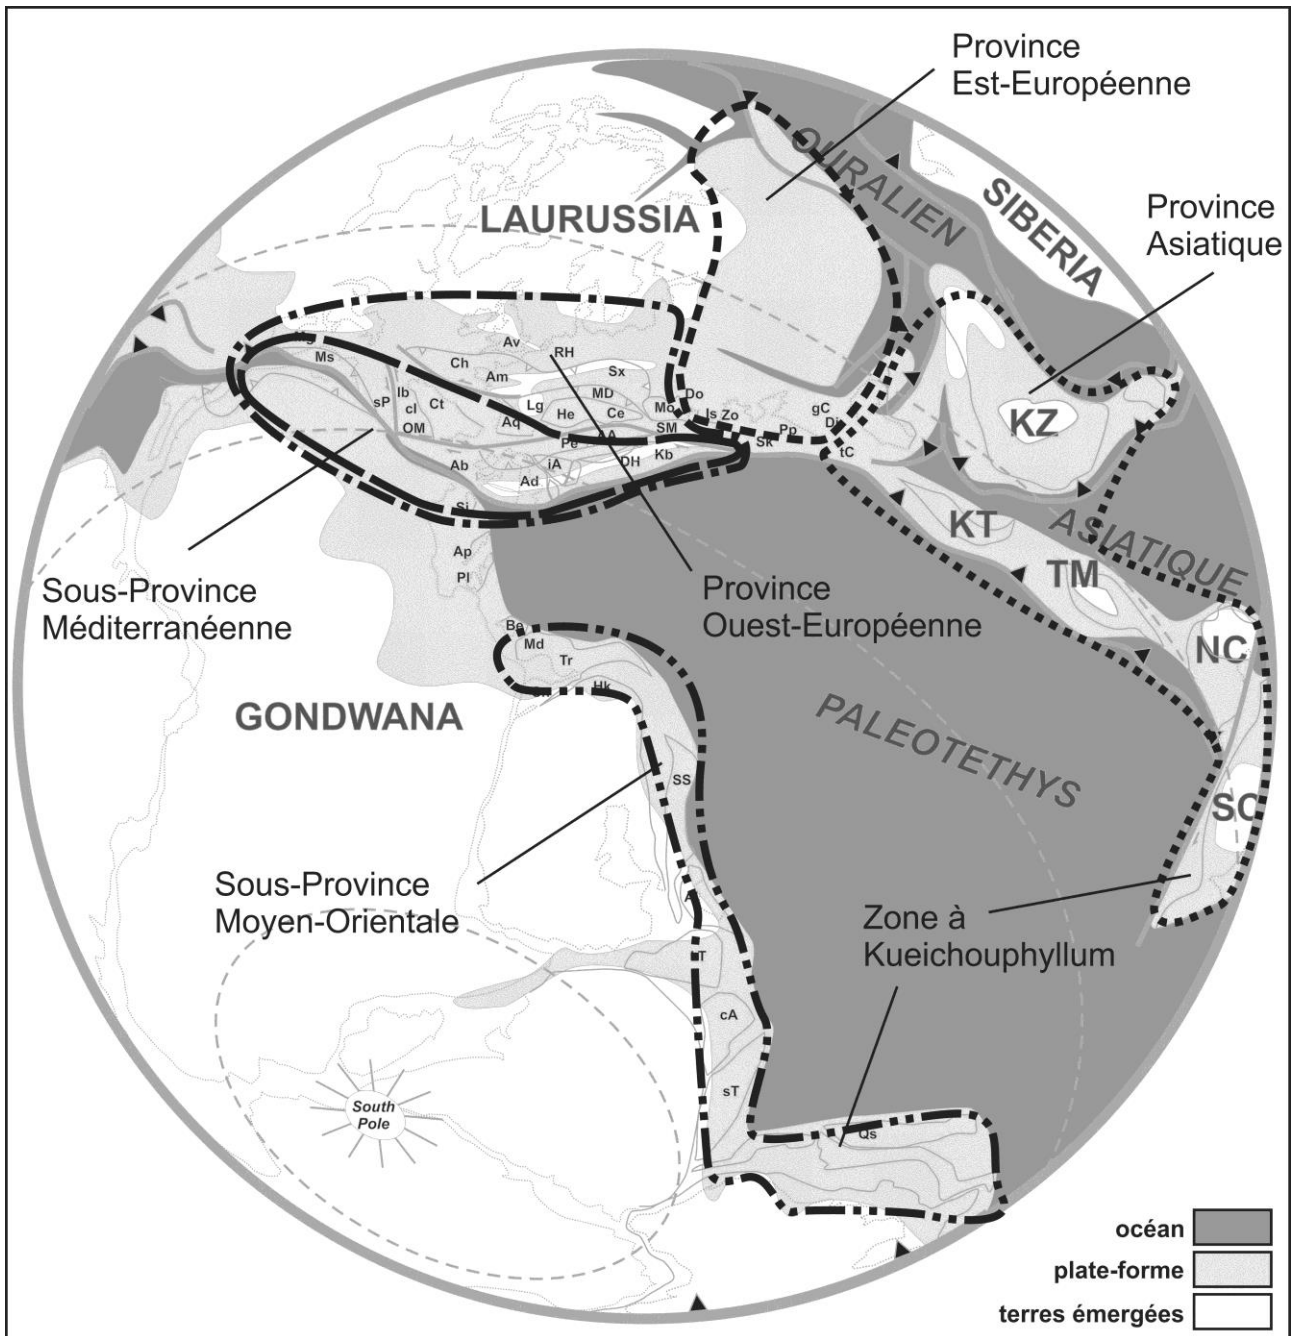 Province
Est-Européenne
OURALIEN
SIBERIA
LAURUSSIA
Province
Asiatique
Ms
Av
RH
Ch
Am
Sx
Ib
sP
cI
Ct
OM
Lg
MD
He
Ce
Aq
Mo
SM
Do
Is
Zo
gC
Pp
Sk
tC
KZ
Pe
AA
Ab
iA
Ad
DH
Kb
Si
KT
ASIATIQUE
TM
Ap
Pl
Sous-Province
Méditerranéenne
Province
Ouest-Européenne
Be
Md
Tr
Hk
NC
GONDWANA
PALEOTETHYS
SS
SC
Sous-Province
Moyen-Orientale
Zone à
Kueichouphyllum
cA
sT
South
Pole
Qs
océan
plate-forme
terres émergées